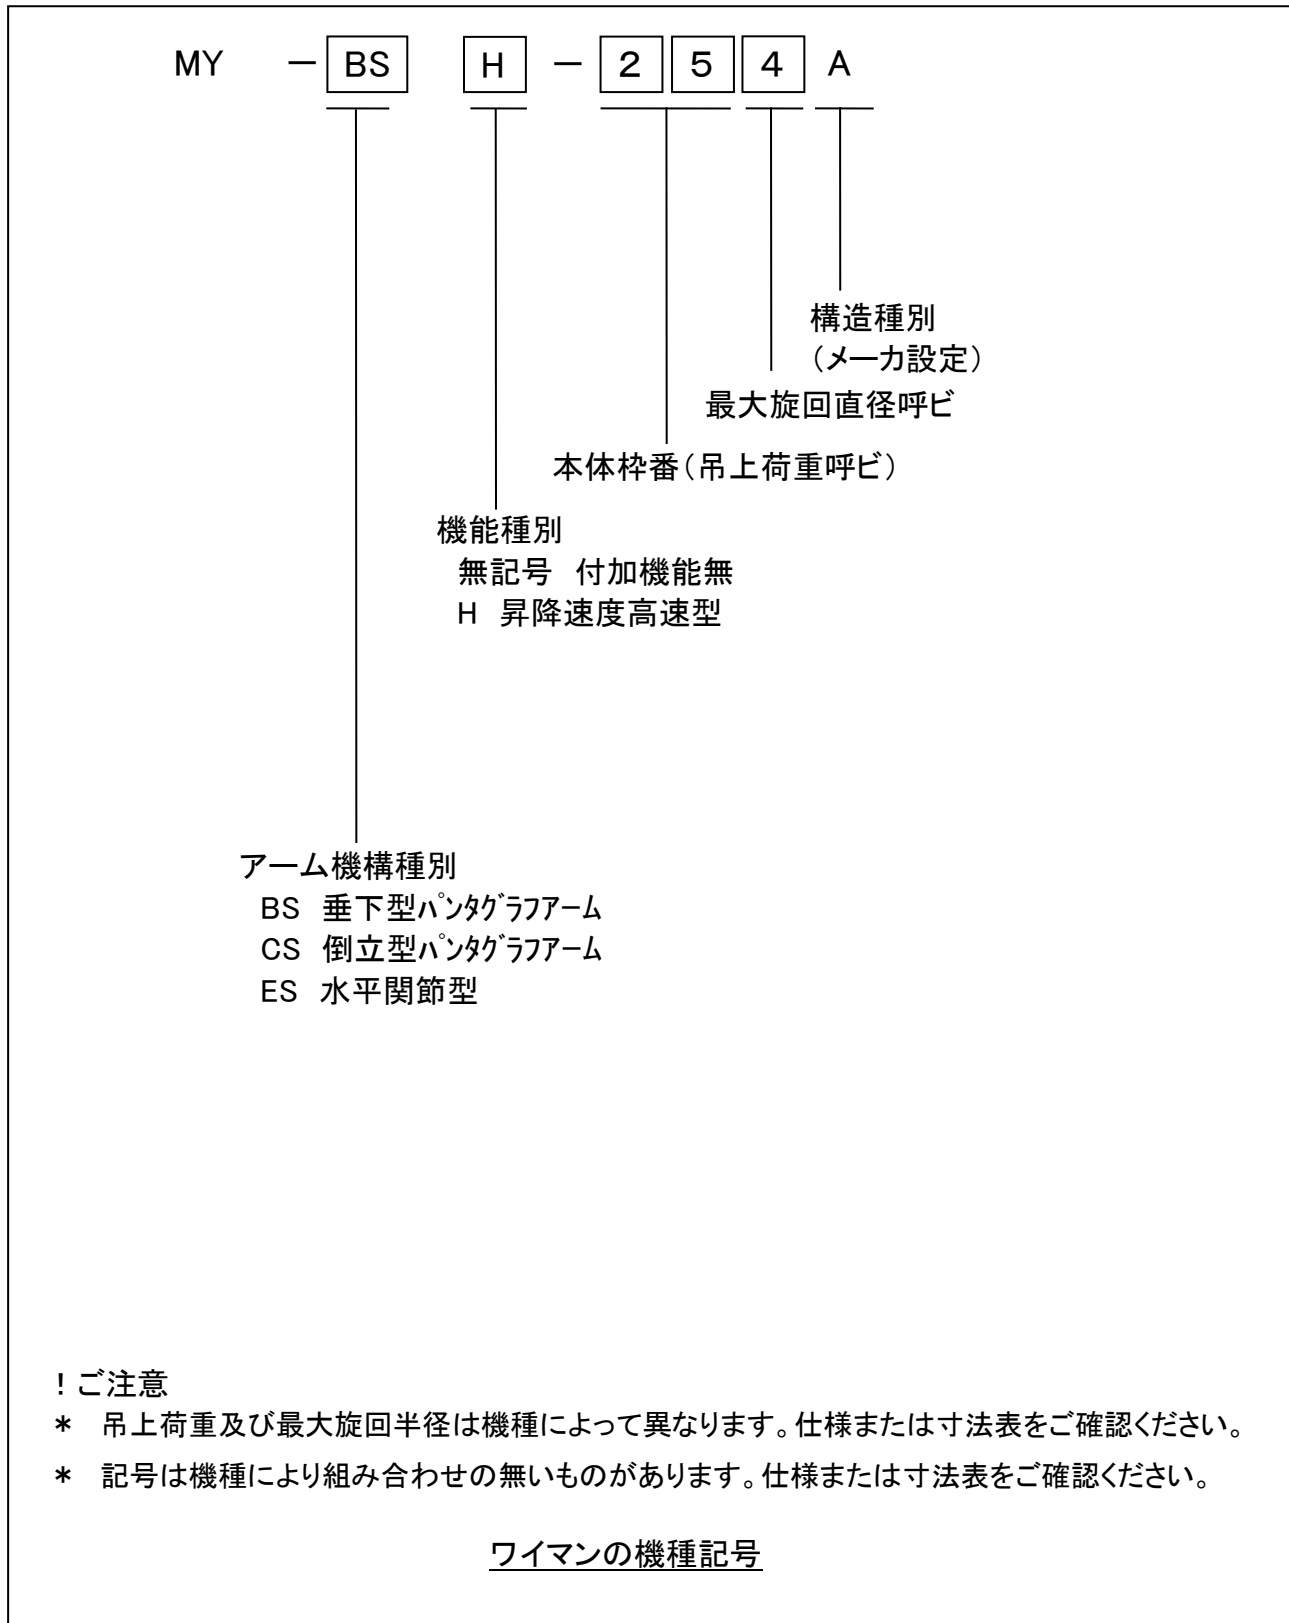 MY －BS H － 2 5 4 A
構造種別
（メーカ設定）
最大旋回直径呼ビ
本体枠番（吊上荷重呼ビ）
機能種別
無記号　付加機能無
H　昇降速度高速型
アーム機構種別
BS　垂下型ﾊﾟﾝﾀｸﾞﾗﾌｱｰﾑ
CS　倒立型ﾊﾟﾝﾀｸﾞﾗﾌｱｰﾑ
ES　水平関節型
！ご注意
＊　吊上荷重及び最大旋回半径は機種によって異なります。仕様または寸法表をご確認ください。
＊　記号は機種により組み合わせの無いものがあります。仕様または寸法表をご確認ください。
ワイマンの機種記号